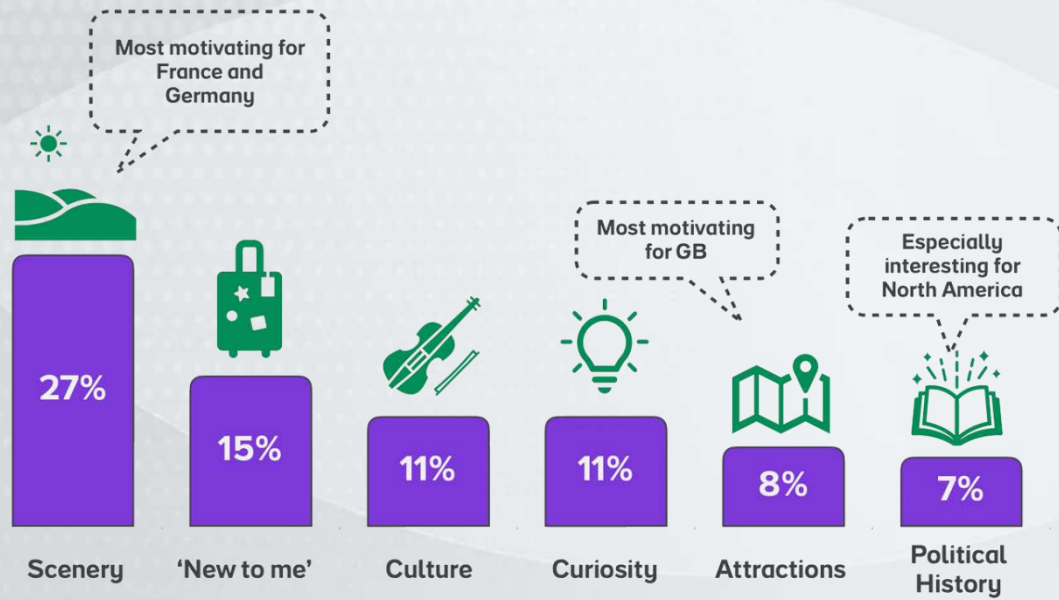 Most motivating for
France and
Germany
Most motivating
for GB
Especially
interesting for
North America
27%
15%
11%
11%
8%
7%
Scenery
‘New to me’
Culture
Curiosity
Attractions
Political
History